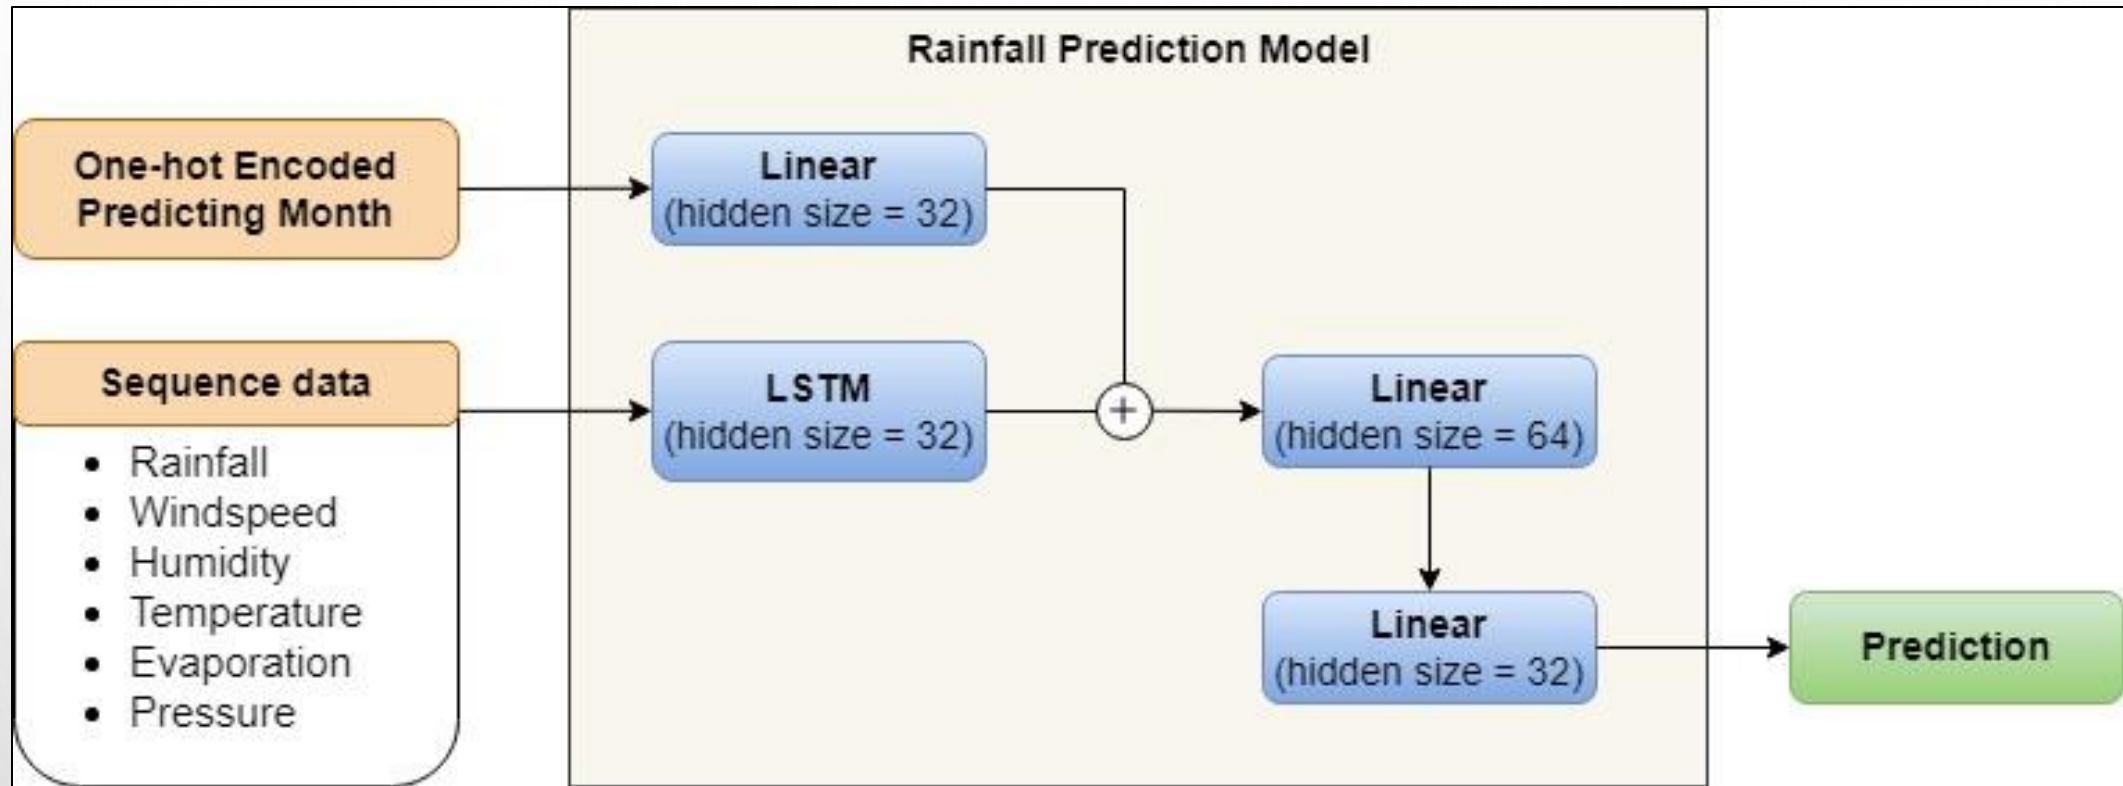 Rainfall Prediction Model
One-hot Encoded
Predicting Month
Linear
(hidden size = 32)
Sequence data
• Rainfall
• Windspeed
• Humidity
• Temperature
• Evaporation
• Pressure
LSTM
(hidden size = 32)
+
Linear
(hidden size = 64)
Linear
(hidden size = 32)
Prediction